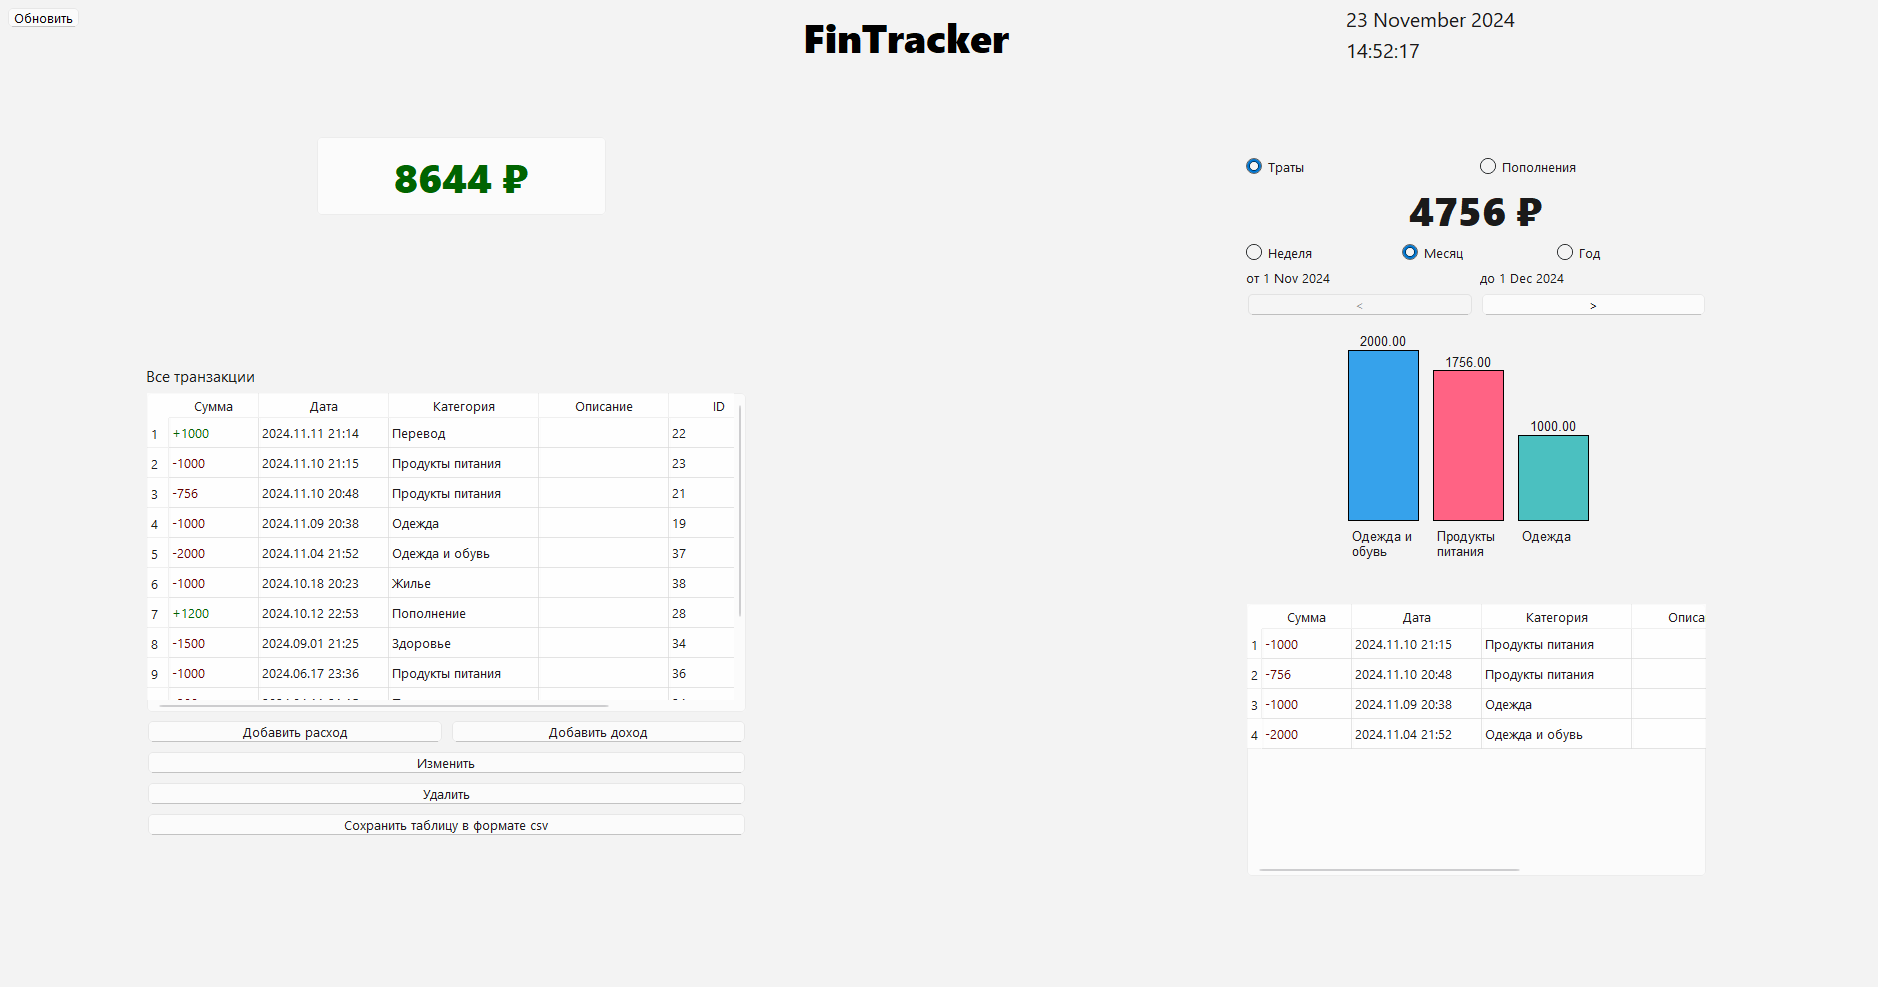 Обновить
FinTracker
23 November 2024
14:52:17
8644 ₽
Траты
Пополнения
4756 ₽
Неделя
Месяц
Год
от 1 Nov 2024
до 1 Dec 2024
<
>
2000.00
1756.00
1000.00
Одежда и
обувь
Продукты
питания
Одежда
Все транзакции
Сумма Дата Категория Описание ID
1 +1000 2024.11.11 21:14 Перевод 22
2 -1000 2024.11.10 21:15 Продукты питания 23
3 -756 2024.11.10 20:48 Продукты питания 21
4 -1000 2024.11.09 20:38 Одежда 19
5 -2000 2024.11.04 21:52 Одежда и обувь 37
6 -1000 2024.10.18 20:23 Жилье 38
7 +1200 2024.10.12 22:53 Пополнение 28
8 -1500 2024.09.01 21:25 Здоровье 34
9 -1000 2024.06.17 23:36 Продукты питания 36
Добавить расход
Добавить доход
Изменить
Удалить
Сохранить таблицу в формате csv
Сумма Дата Категория Описа
1 -1000 2024.11.10 21:15 Продукты питания
2 -756 2024.11.10 20:48 Продукты питания
3 -1000 2024.11.09 20:38 Одежда
4 -2000 2024.11.04 21:52 Одежда и обувь